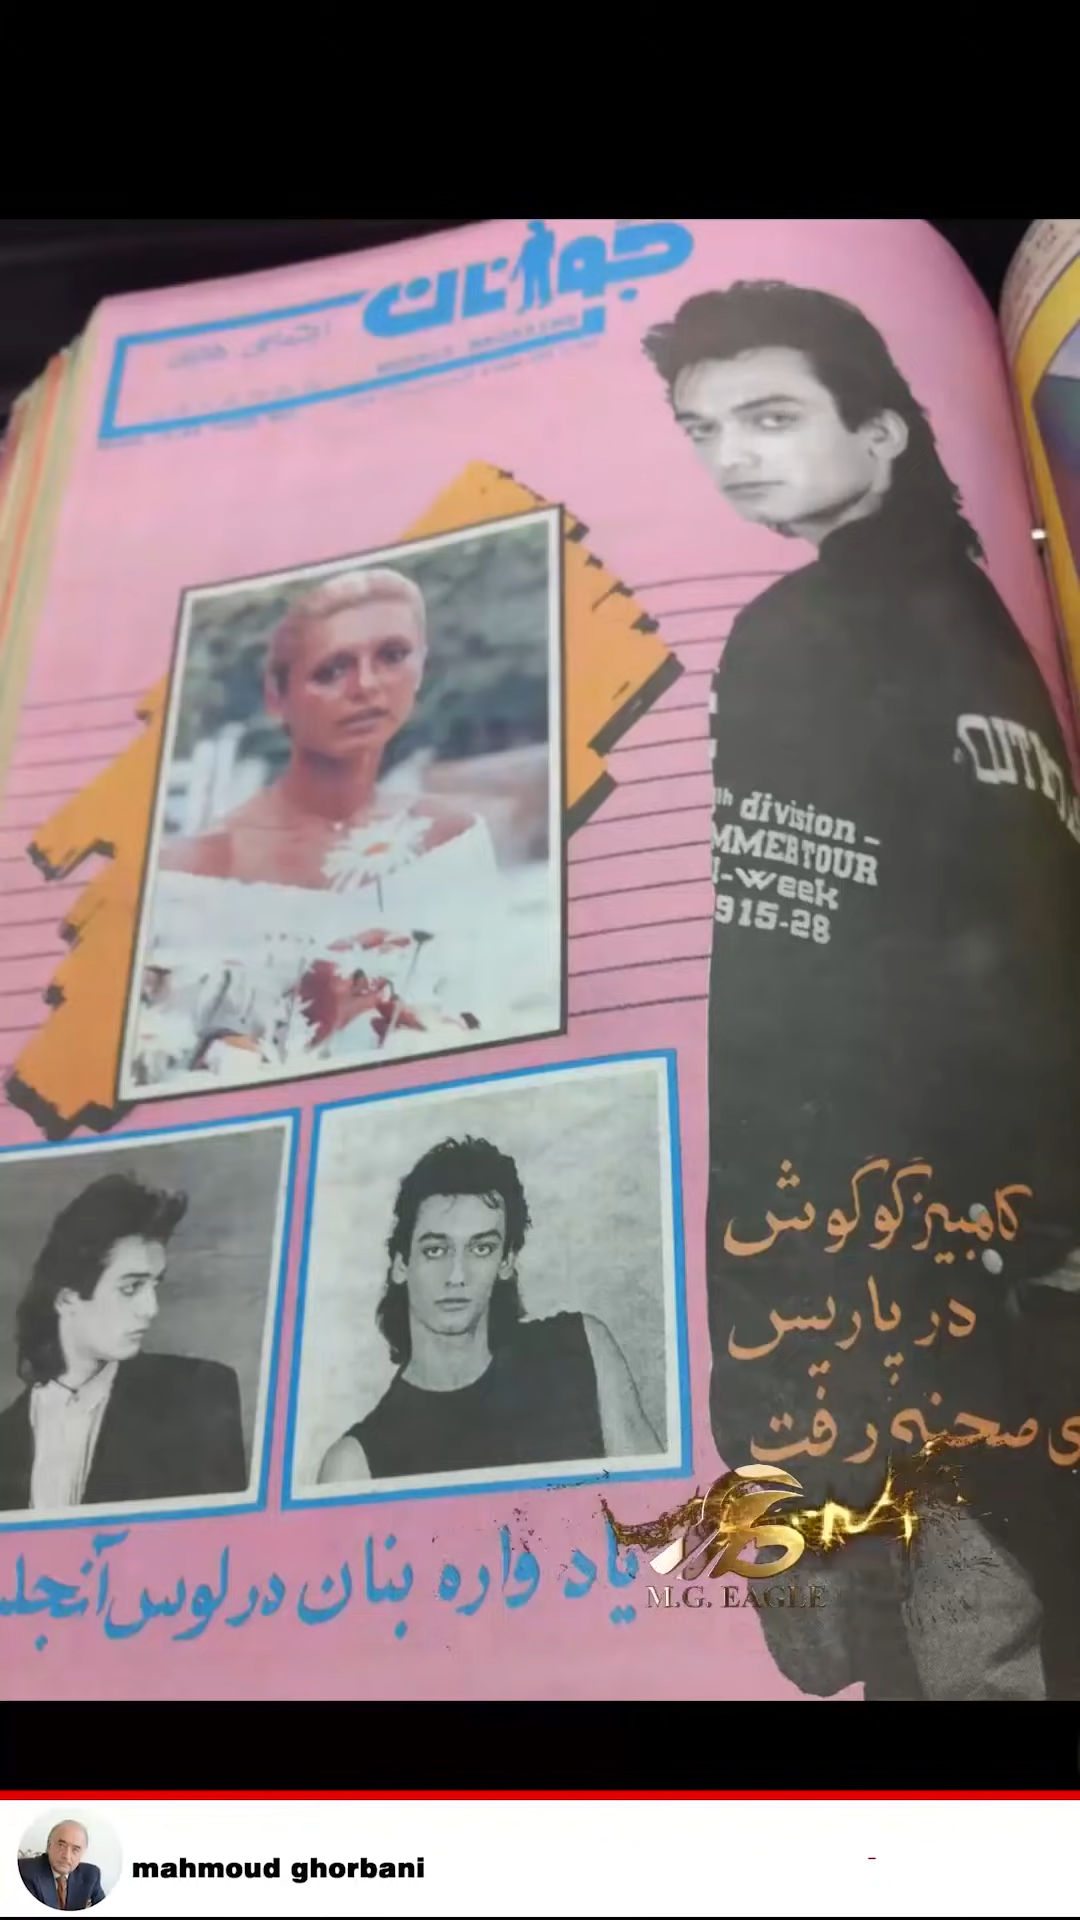 جوانان
th division -
MMERTOUR
-week
915-28
کامبیز گوگوش
در پاریس
صحنه رفت
یاد واره بنان در لوس آنجلـ
M.G. EAGLE
mahmoud ghorbani